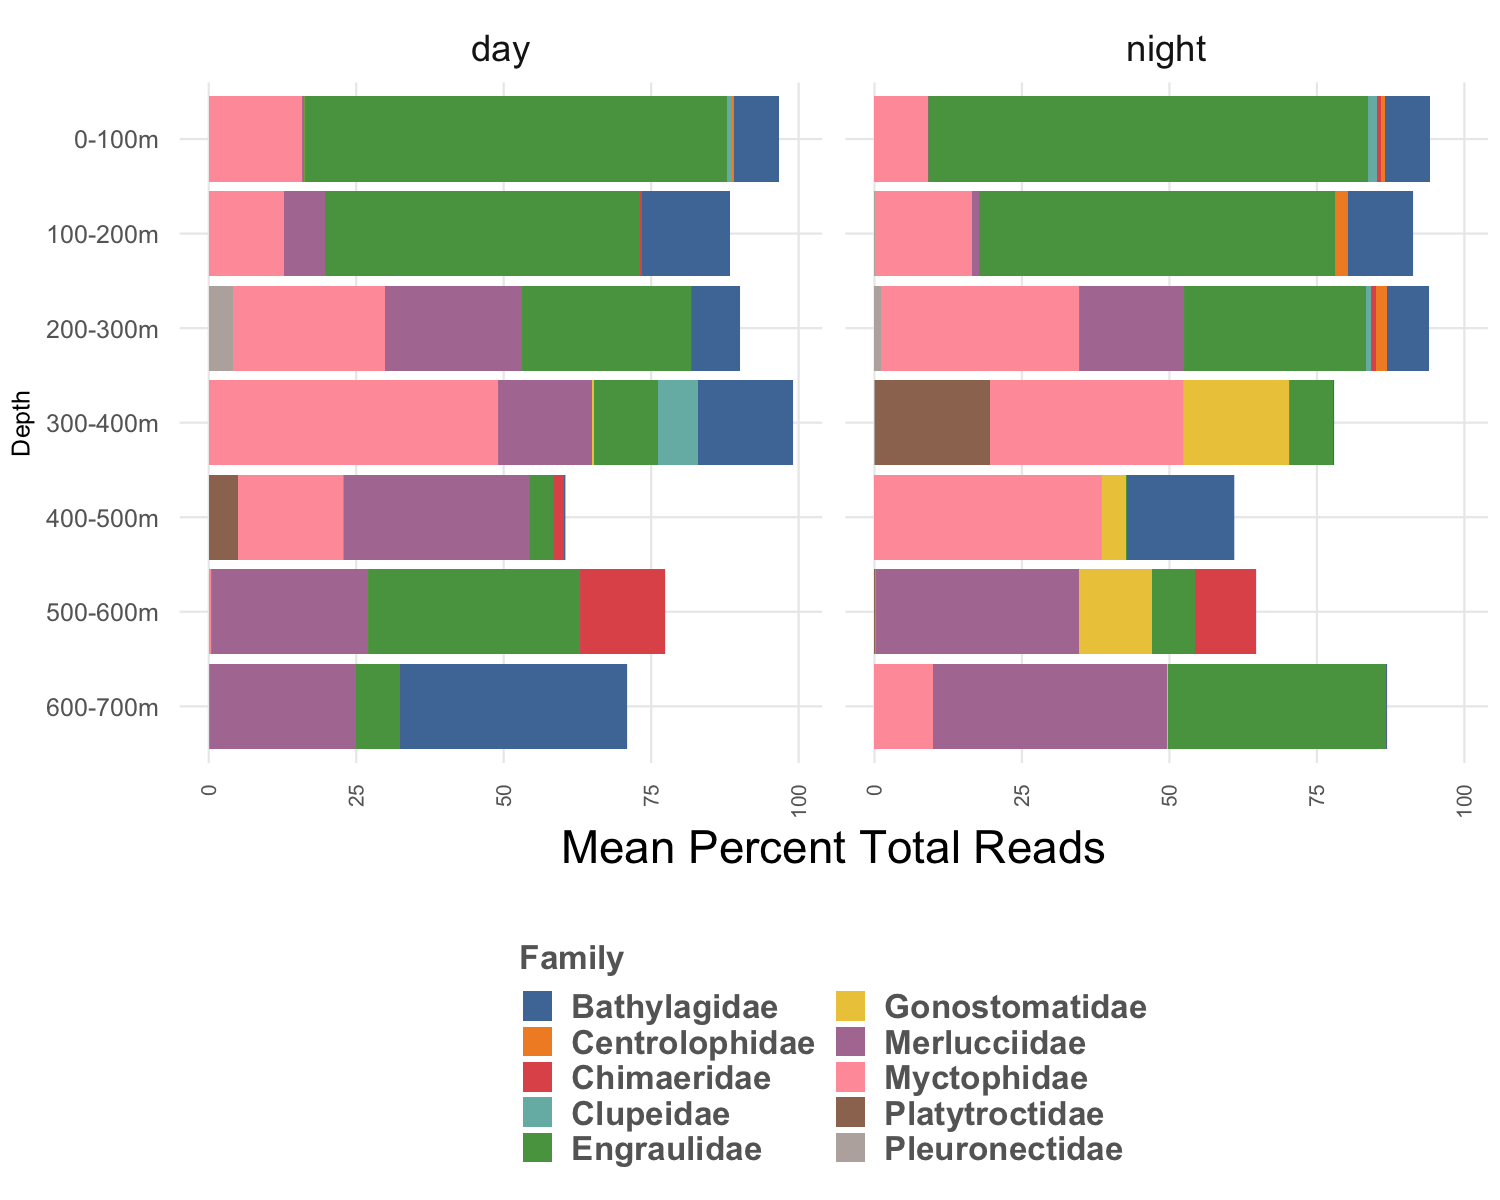 day
night
Depth
0-100m
100-200m
200-300m
300-400m
400-500m
500-600m
600-700m
0 25 50 75 100
0 25 50 75 100
Mean Percent Total Reads
Family
Bathylagidae
Centrolophidae
Chimaeridae
Clupeidae
Engraulidae
Gonostomatidae
Merlucciidae
Myctophidae
Platytroctidae
Pleuronectidae